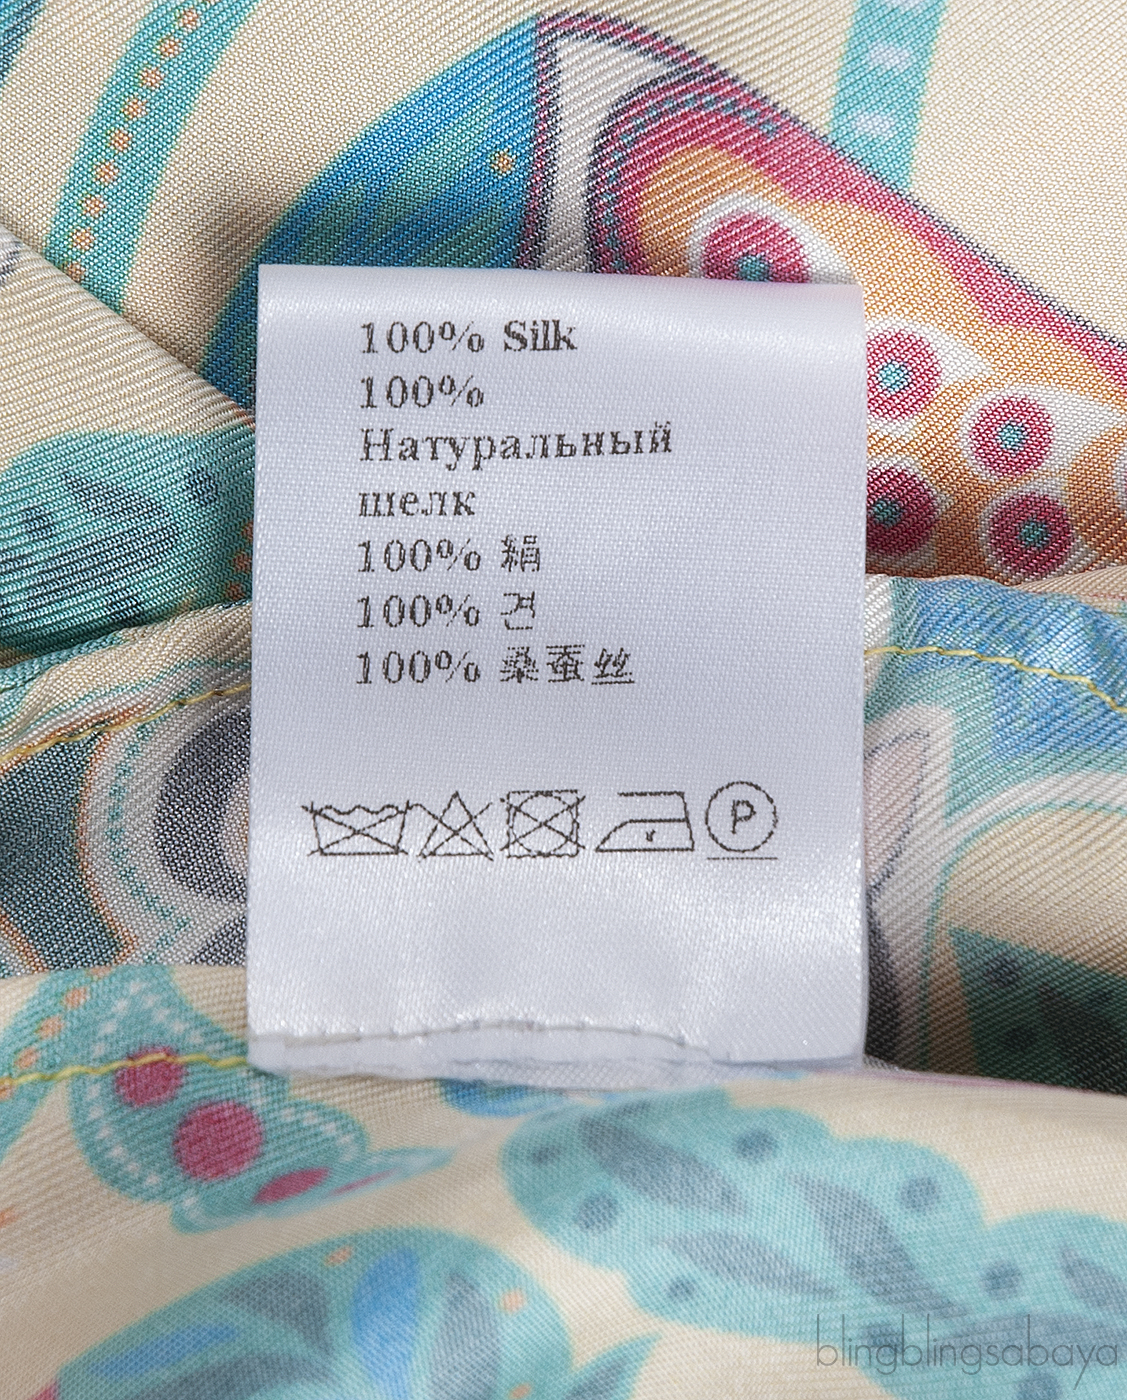 100% Silk
100%
Натуральный
шелк
100% 絹
100% 견
100% 桑蚕丝
P
blingblingsabaya